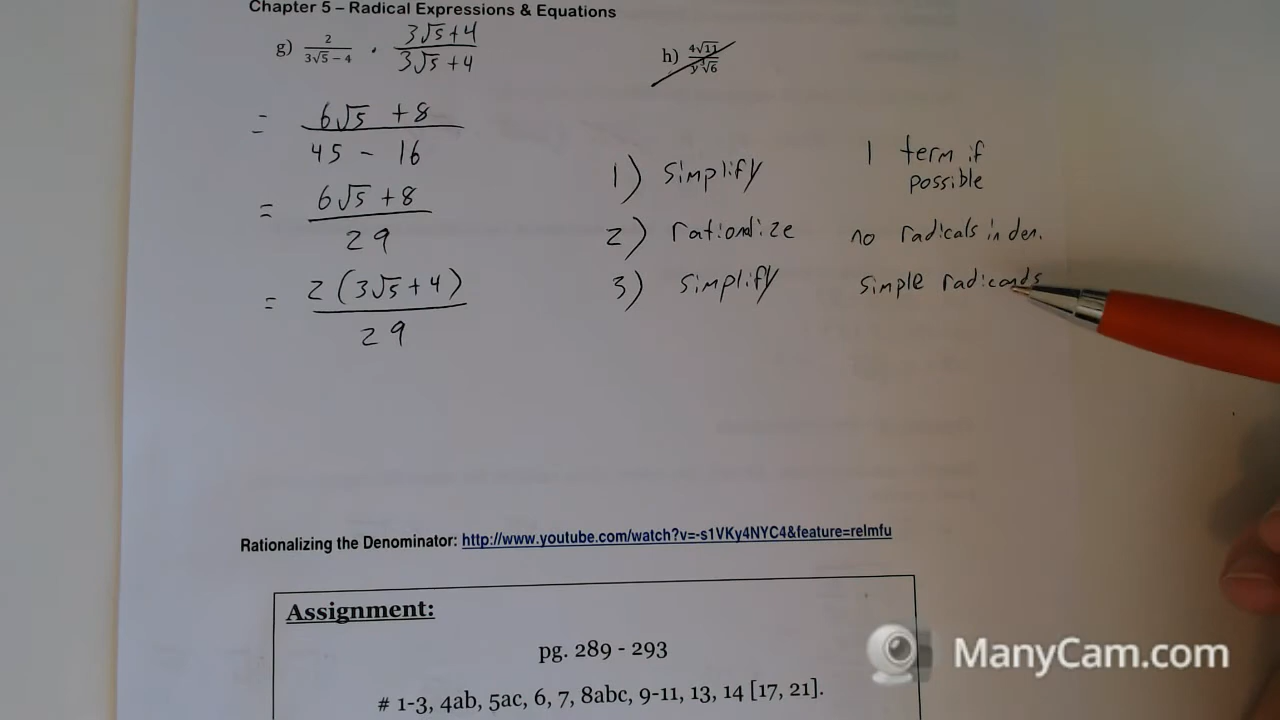 Chapter 5 – Radical Expressions & Equations
g) 2/(3√5 – 4) · (3√5 + 4)/(3√5 + 4)
h) 4√11/(y∛6)
= (6√5 + 8)/(45 – 16)
= (6√5 + 8)/29
= 2(3√5 + 4)/29
1) simplify
2) rationalize
3) simplify
1 term if
possible
no radicals in den.
simple radicands
Rationalizing the Denominator: http://www.youtube.com/watch?v=-s1VKy4NYC4&feature=relmfu
Assignment:
pg. 289 - 293
# 1-3, 4ab, 5ac, 6, 7, 8abc, 9-11, 13, 14 [17, 21].
ManyCam.com